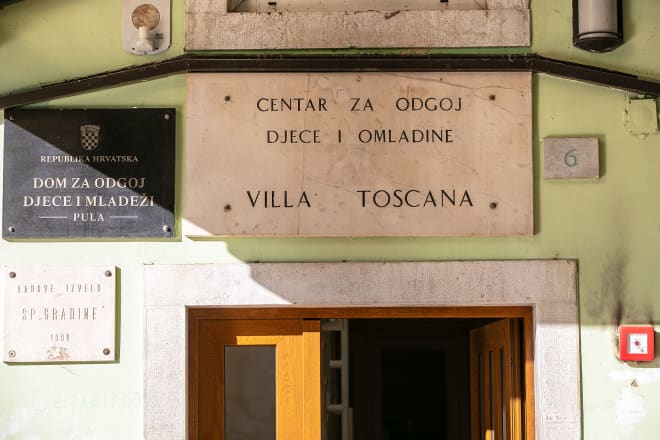 CENTAR ZA ODGOJ
DJECE I OMLADINE
VILLA TOSCANA
REPUBLIKA HRVATSKA
DOM ZA ODGOJ
DJECE I MLADEŽI
PULA
6
RADOVE IZVELO
SP„GRADINE"